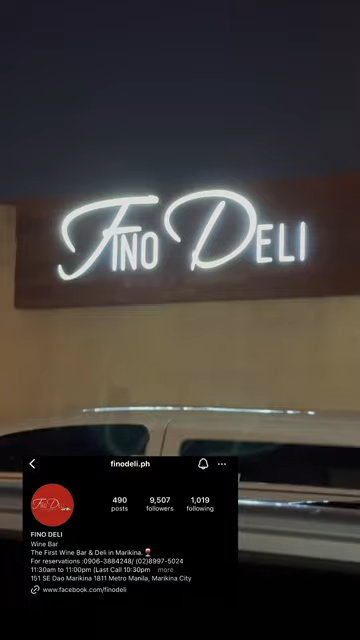 FINO DELI
finodeli.ph
490 9,507 1,019
posts followers following
FINO DELI
Wine Bar
The First Wine Bar & Deli in Marikina. 🍷
For reservations :0906-3884248/ (02)8997-5024
11:30am to 11:00pm (Last Call 10:30pm more
151 SE Dao Marikina 1811 Metro Manila, Marikina City
www.facebook.com/finodeli